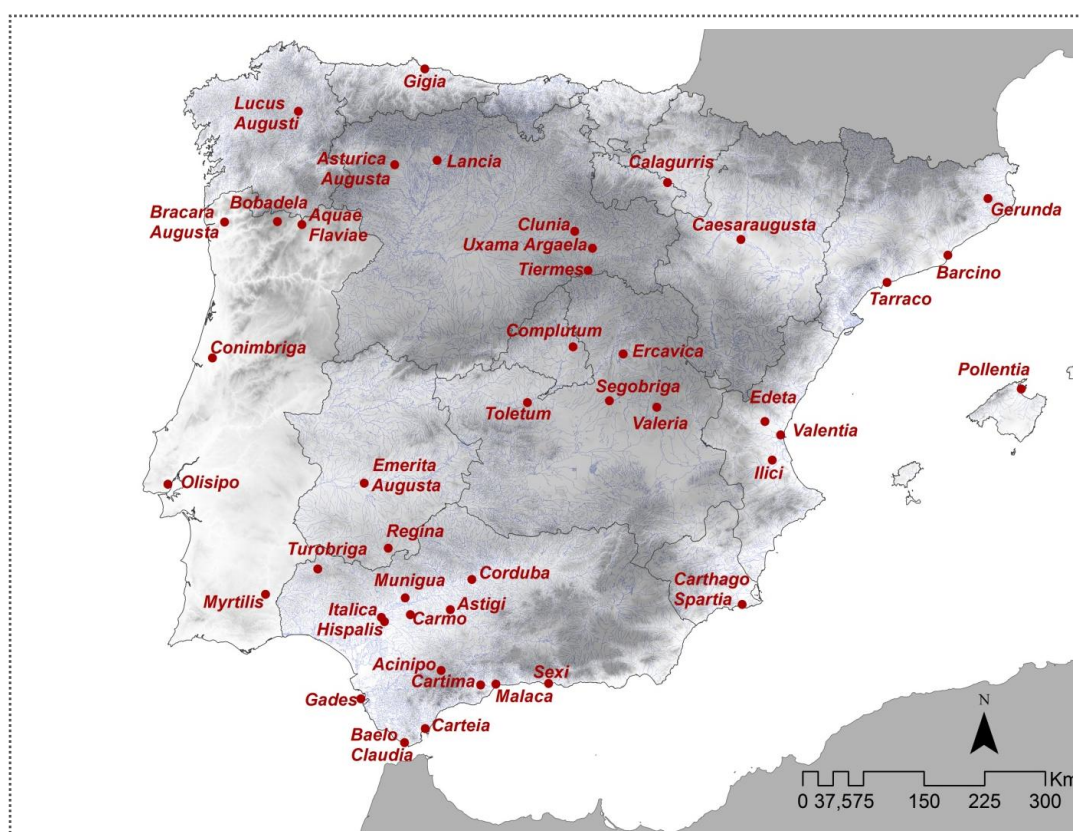 Gigia
Lucus
Augusti
Asturica
Augusta
Lancia
Calagurris
Bobadela
Bracara
Augusta
Aquae
Flaviae
Gerunda
Clunia
Caesaraugusta
Uxama Argaela
Tiermes
Barcino
Tarraco
Complutum
Conimbriga
Ercavica
Pollentia
Segobriga
Edeta
Toletum
Valeria
Valentia
Ilici
Emerita
Augusta
Olisipo
Regina
Turobriga
Munigua
Corduba
Carthago
Spartia
Myrtilis
Italica
Hispalis
Carmo
Astigi
Acinipo
Cartima
Sexi
Malaca
Gades
Carteia
Baelo
Claudia
N
Km
0 37,575 150 225 300